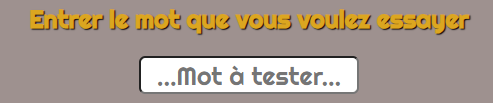 Entrer le mot que vous voulez essayer
...Mot à tester...